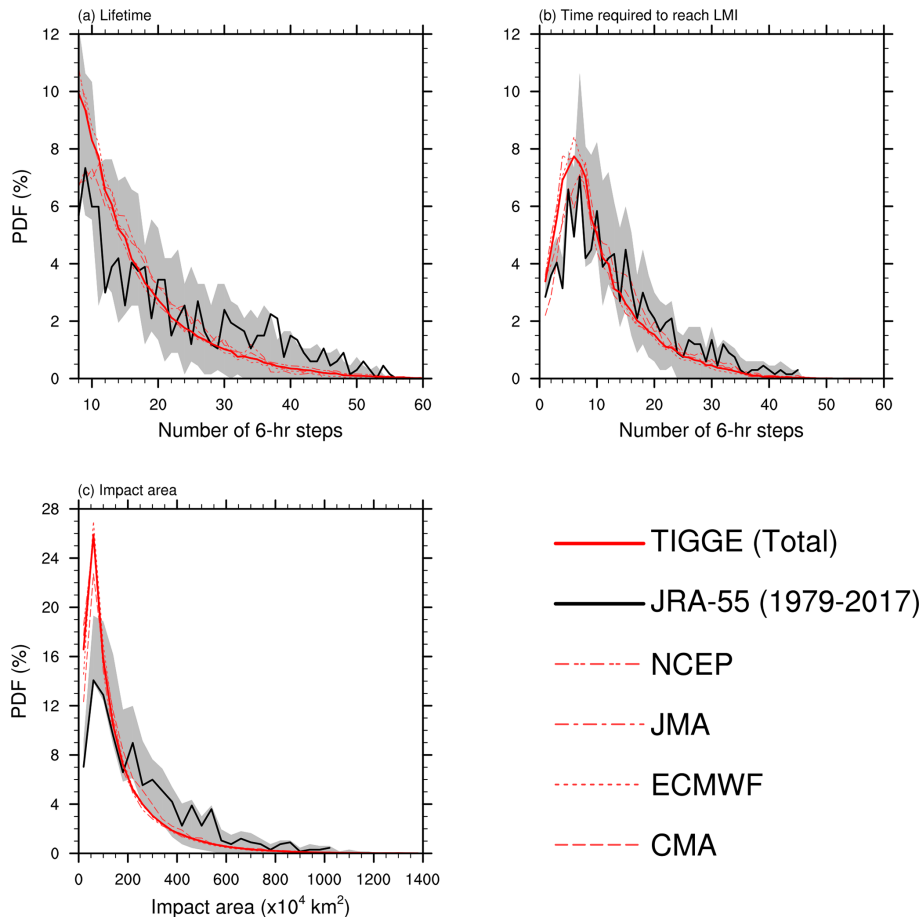 (a) Lifetime
12
10
8
6
4
2
0
PDF (%)
10 20 30 40 50 60
Number of 6-hr steps
(b) Time required to reach LMI
12
10
8
6
4
2
0
0 10 20 30 40 50 60
Number of 6-hr steps
(c) Impact area
28
24
20
16
12
8
4
0
PDF (%)
0 200 400 600 800 1000 1200 1400
Impact area (x10⁴ km²)
TIGGE (Total)
JRA-55 (1979-2017)
NCEP
JMA
ECMWF
CMA